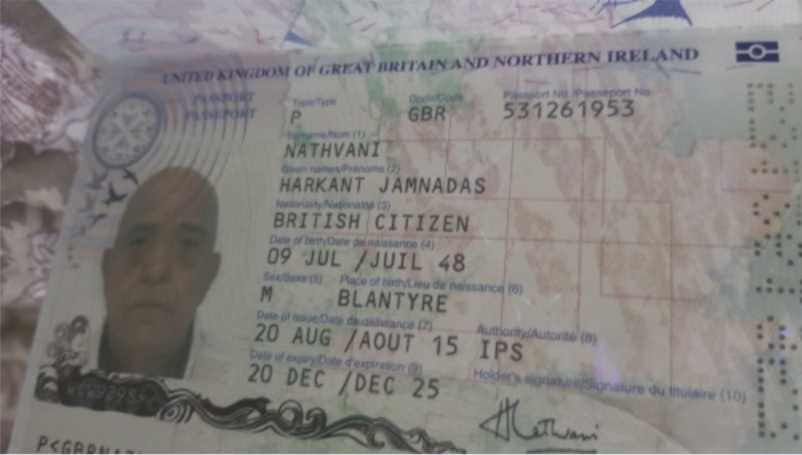 UNITED KINGDOM OF GREAT BRITAIN AND NORTHERN IRELAND
PASSPORT
PASSEPORT
Type/Type Code/Code Passport No./Passeport No.
P GBR 531261953
Surname/Nom (1)
NATHVANI
Given names/Prénoms (2)
HARKANT JAMNADAS
Nationality/Nationalité (3)
BRITISH CITIZEN
Date of birth/Date de naissance (4)
09 JUL /JUIL 48
Sex/Sexe (5) Place of birth/Lieu de naissance (6)
M BLANTYRE
Date of issue/Date de délivrance (7) Authority/Autorité (8)
20 AUG /AOUT 15 IPS
Date of expiry/Date d'expiration (9) Holder's signature/Signature du titulaire (10)
20 DEC /DEC 25
HNathvani